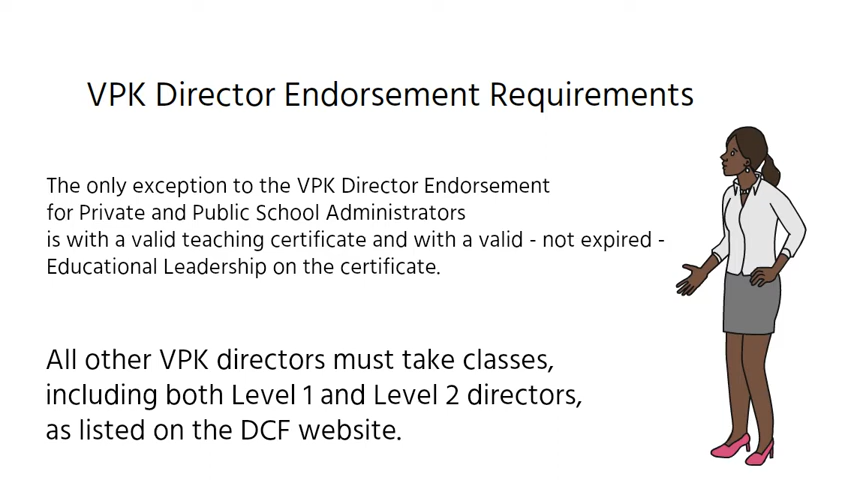 VPK Director Endorsement Requirements
The only exception to the VPK Director Endorsement
for Private and Public School Administrators
is with a valid teaching certificate and with a valid - not expired -
Educational Leadership on the certificate.
All other VPK directors must take classes,
including both Level 1 and Level 2 directors,
as listed on the DCF website.